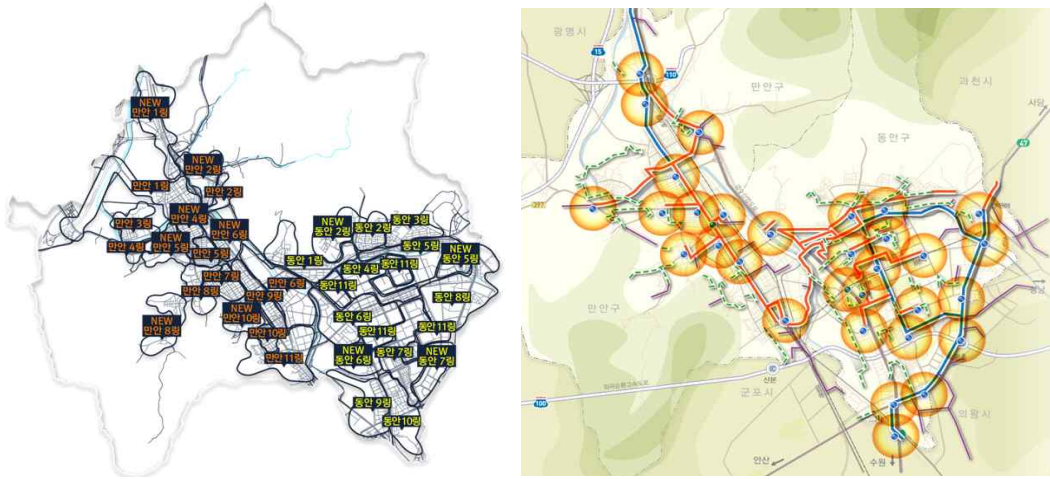 NEW
만안 1링
NEW
만안 2링
만안 1링
만안 2링
NEW
만안 4링
만안 3링
NEW
만안 6링
만안 4링
NEW
만안 5링
만안 5링
만안 7링
만안 8링
만안 6링
만안 9링
NEW
만안10링
NEW
만안 8링
만안10링
만안11링
NEW
동안 2링
동안 2링
동안 3링
동안 5링
NEW
동안 5링
동안 1링
동안 4링
동안11링
동안11링
동안 8링
동안 6링
동안11링
동안11링
NEW
동안 6링
동안 7링
NEW
동안 7링
동안 9링
동안10링
광명시
15
110
만안구
과천시
사당
동안구
47
만안구
신본
군포시
100
의왕시
안산
수원